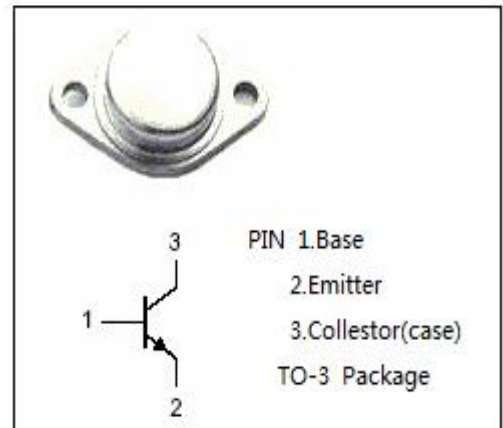 3
PIN 1.Base
2.Emitter
1
3.Collestor(case)
TO-3 Package
2